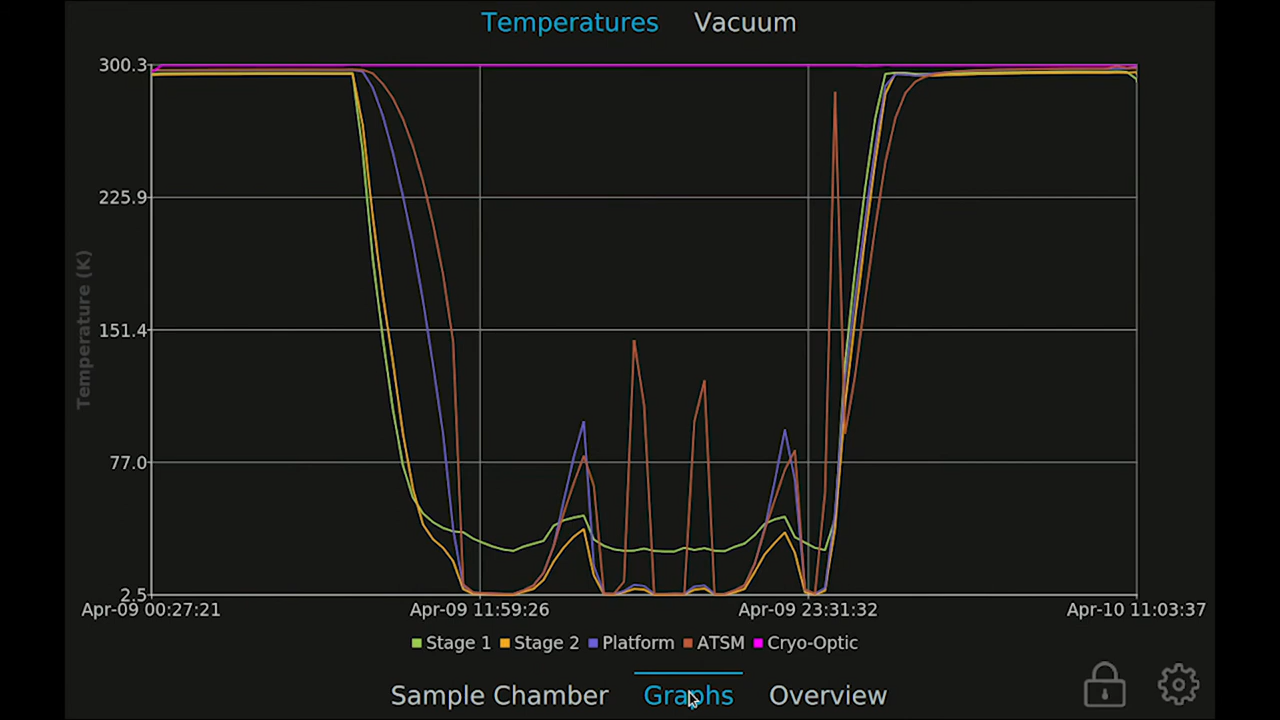 Temperatures Vacuum
300.3
225.9
151.4
77.0
2.5
Temperature (K)
Apr-09 00:27:21 Apr-09 11:59:26 Apr-09 23:31:32 Apr-10 11:03:37
Stage 1 Stage 2 Platform ATSM Cryo-Optic
Sample Chamber Graphs Overview